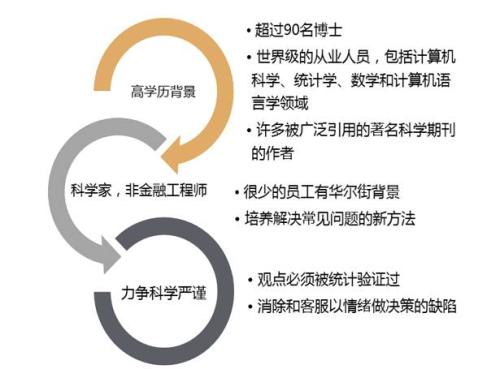 高学历背景
• 超过90名博士
• 世界级的从业人员，包括计算机
科学、统计学、数学和计算机语
言学领域
• 许多被广泛引用的著名科学期刊
的作者
科学家，非金融工程师
• 很少的员工有华尔街背景
• 培养解决常见问题的新方法
力争科学严谨
• 观点必须被统计验证过
• 消除和客服以情绪做决策的缺陷